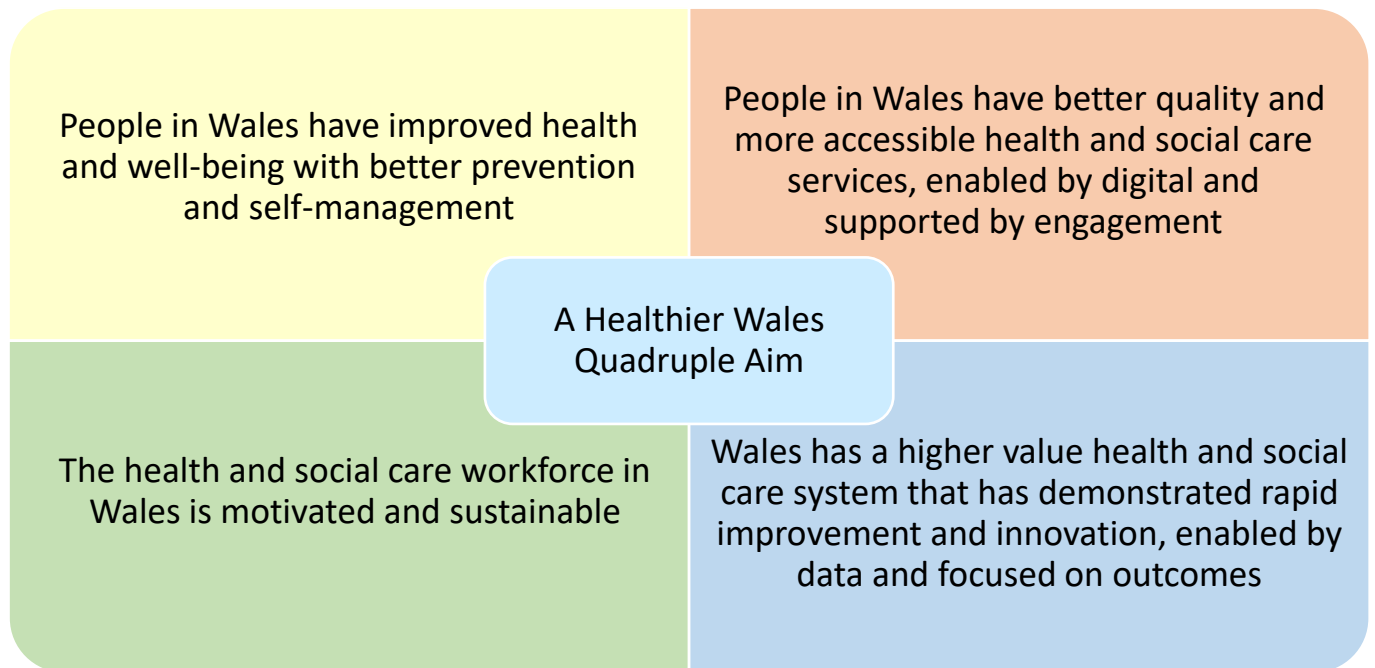 People in Wales have improved health
and well-being with better prevention
and self-management
People in Wales have better quality and
more accessible health and social care
services, enabled by digital and
supported by engagement
A Healthier Wales
Quadruple Aim
The health and social care workforce in
Wales is motivated and sustainable
Wales has a higher value health and social
care system that has demonstrated rapid
improvement and innovation, enabled by
data and focused on outcomes